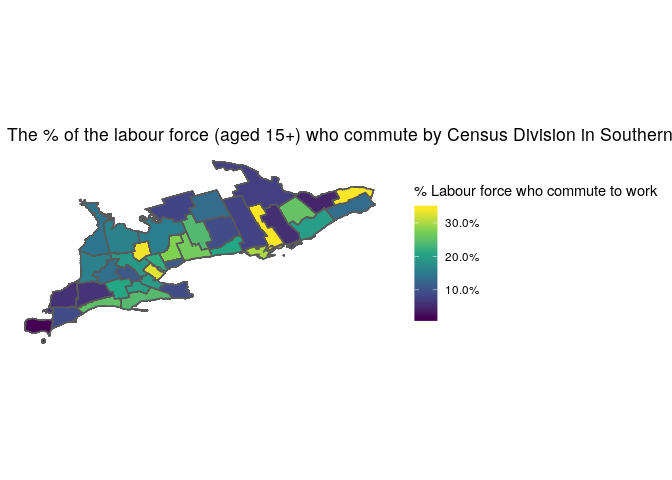 The % of the labour force (aged 15+) who commute by Census Division in Southern
% Labour force who commute to work
30.0%
20.0%
10.0%